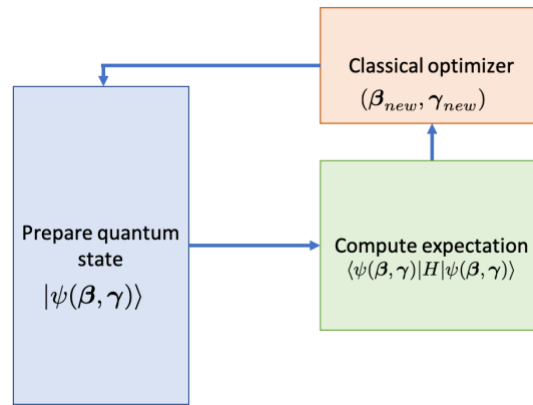 Classical optimizer
(β_new, γ_new)
Prepare quantum
state
|ψ(β, γ)⟩
Compute expectation
⟨ψ(β, γ)|H|ψ(β, γ)⟩